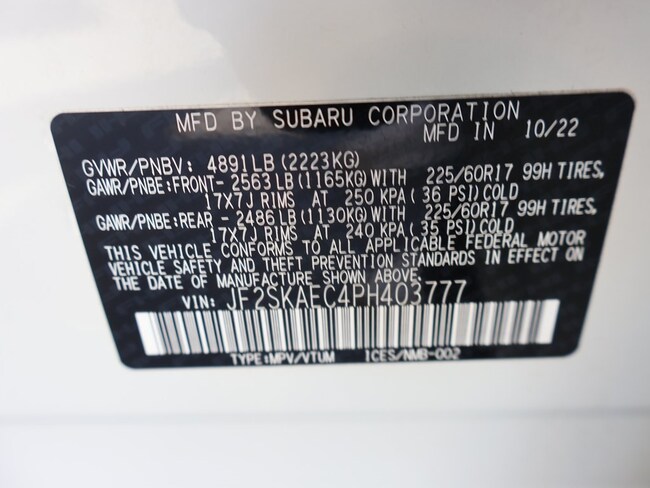 MFD BY SUBARU CORPORATION
MFD IN 10/22
GVWR/PNBV: 4891LB (2223KG)
GAWR/PNBE:FRONT- 2563 LB (1165KG) WITH 225/60R17 99H TIRES,
17X7J RIMS AT 250 KPA ( 36 PSI) COLD
GAWR/PNBE:REAR - 2486 LB (1130KG) WITH 225/60R17 99H TIRES,
17X7J RIMS AT 240 KPA ( 35 PSI) COLD
THIS VEHICLE CONFORMS TO ALL APPLICABLE FEDERAL MOTOR
VEHICLE SAFETY AND THEFT PREVENTION STANDARDS IN EFFECT ON
THE DATE OF MANUFACTURE SHOWN ABOVE.
VIN: JF2SKAEC4PH403777
TYPE:MPV/VTUM ICES/NMB-002